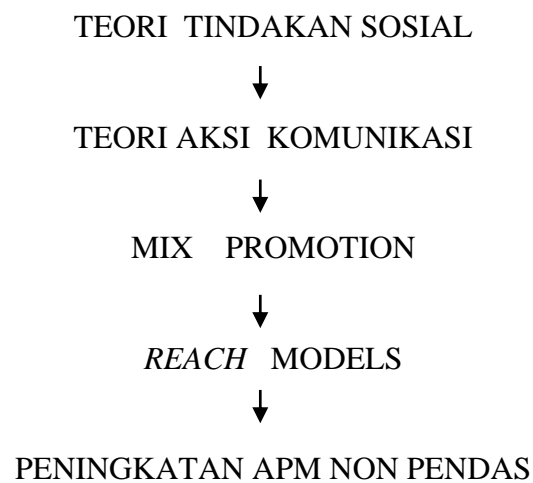 TEORI TINDAKAN SOSIAL
TEORI AKSI KOMUNIKASI
MIX PROMOTION
REACH MODELS
PENINGKATAN APM NON PENDAS